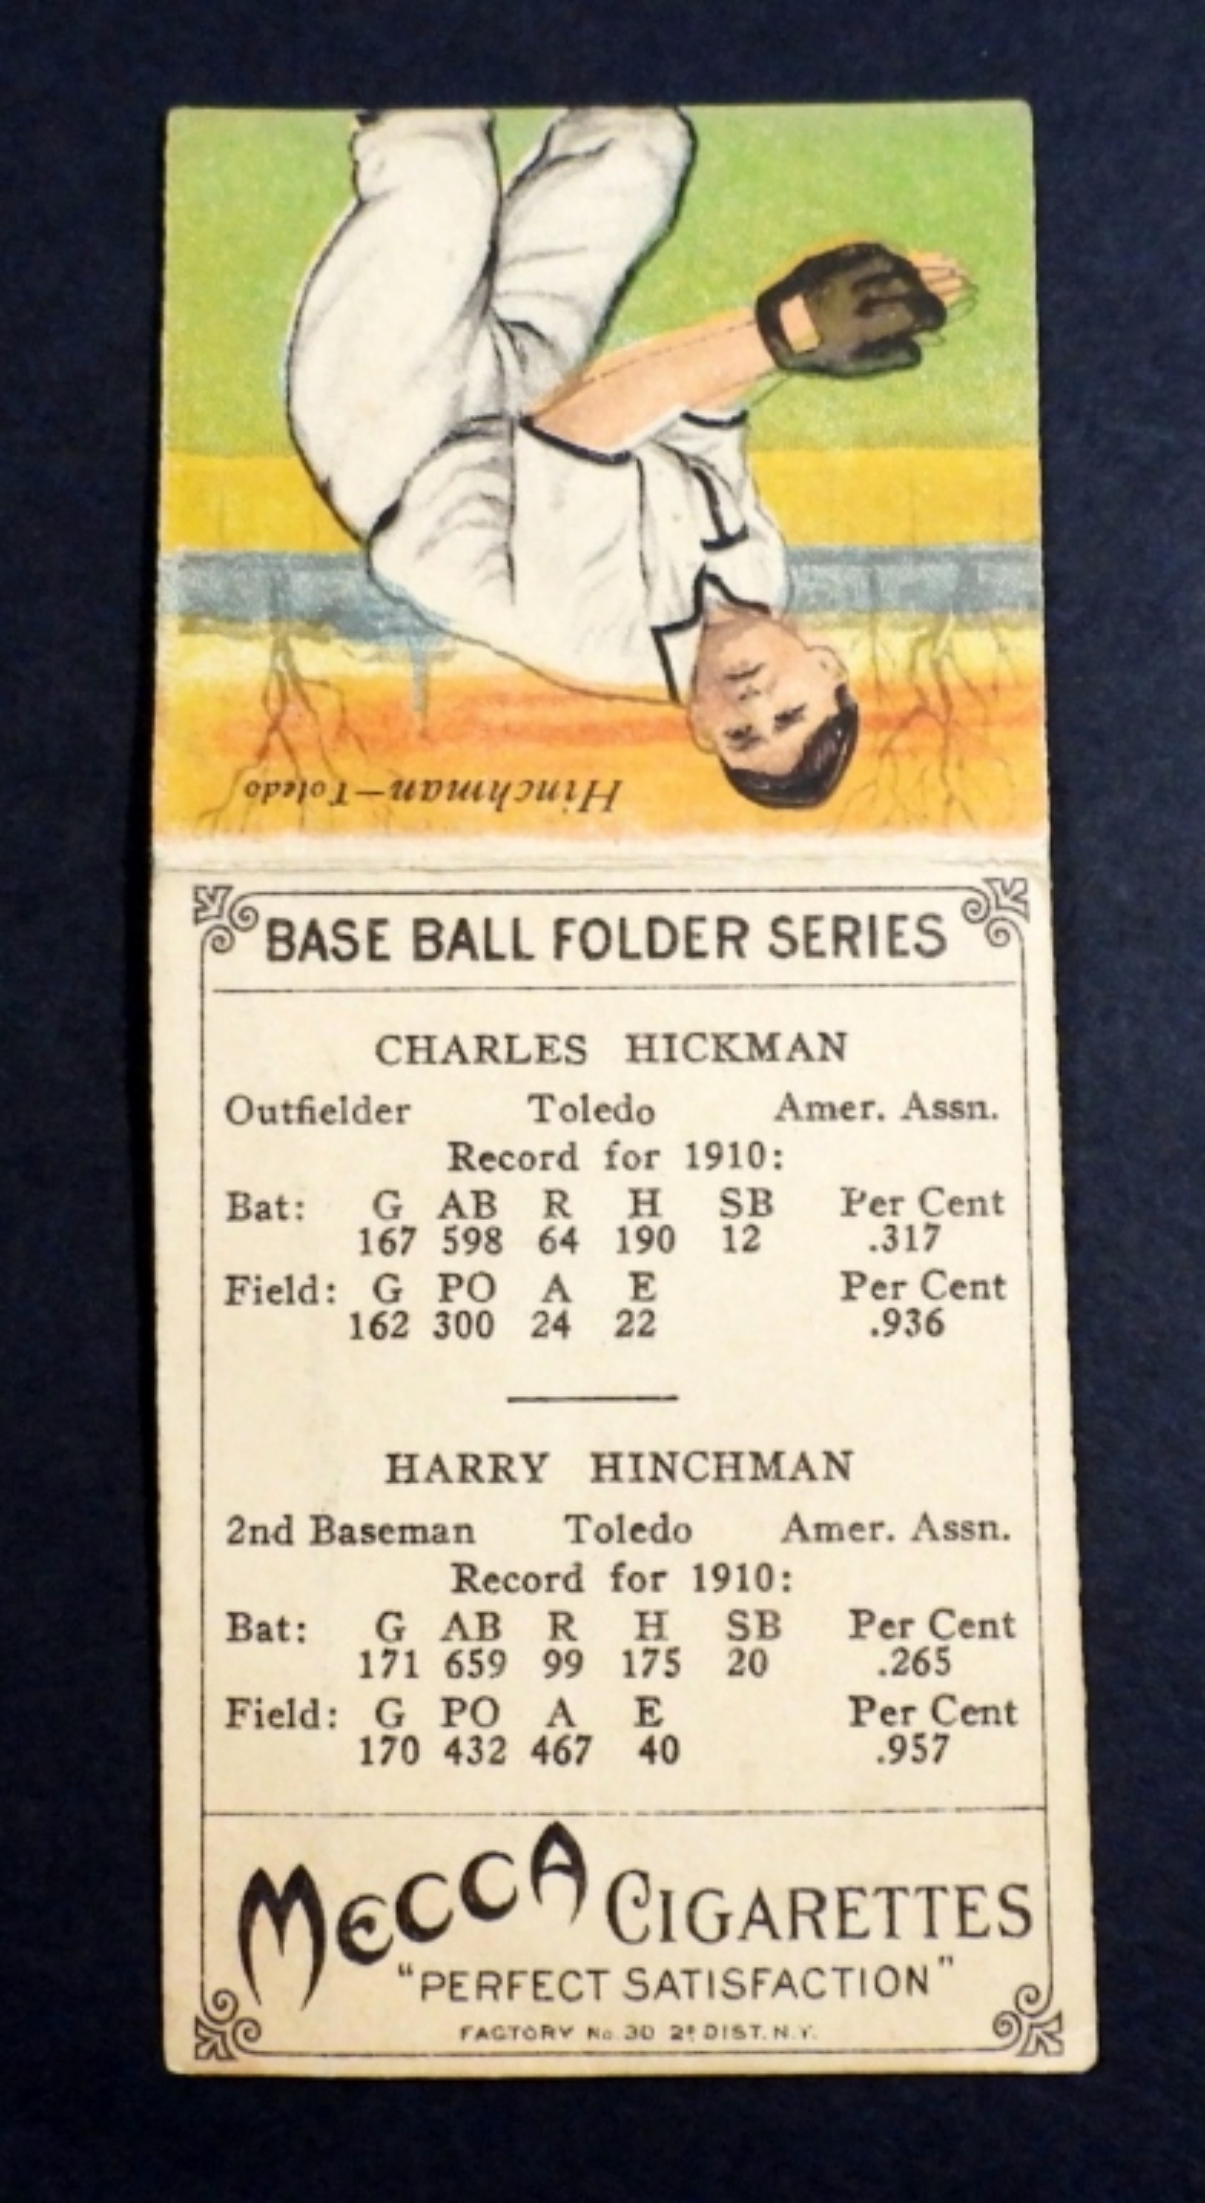 Hinchman—Toledo
BASE BALL FOLDER SERIES
CHARLES HICKMAN
Outfielder Toledo Amer. Assn.
Record for 1910:
Bat: G AB R H SB Per Cent
167 598 64 190 12 .317
Field: G PO A E Per Cent
162 300 24 22 .936
HARRY HINCHMAN
2nd Baseman Toledo Amer. Assn.
Record for 1910:
Bat: G AB R H SB Per Cent
171 659 99 175 20 .265
Field: G PO A E Per Cent
170 432 467 40 .957
MECCA CIGARETTES
"PERFECT SATISFACTION"
FACTORY No. 30 2ᴅ DIST. N.Y.